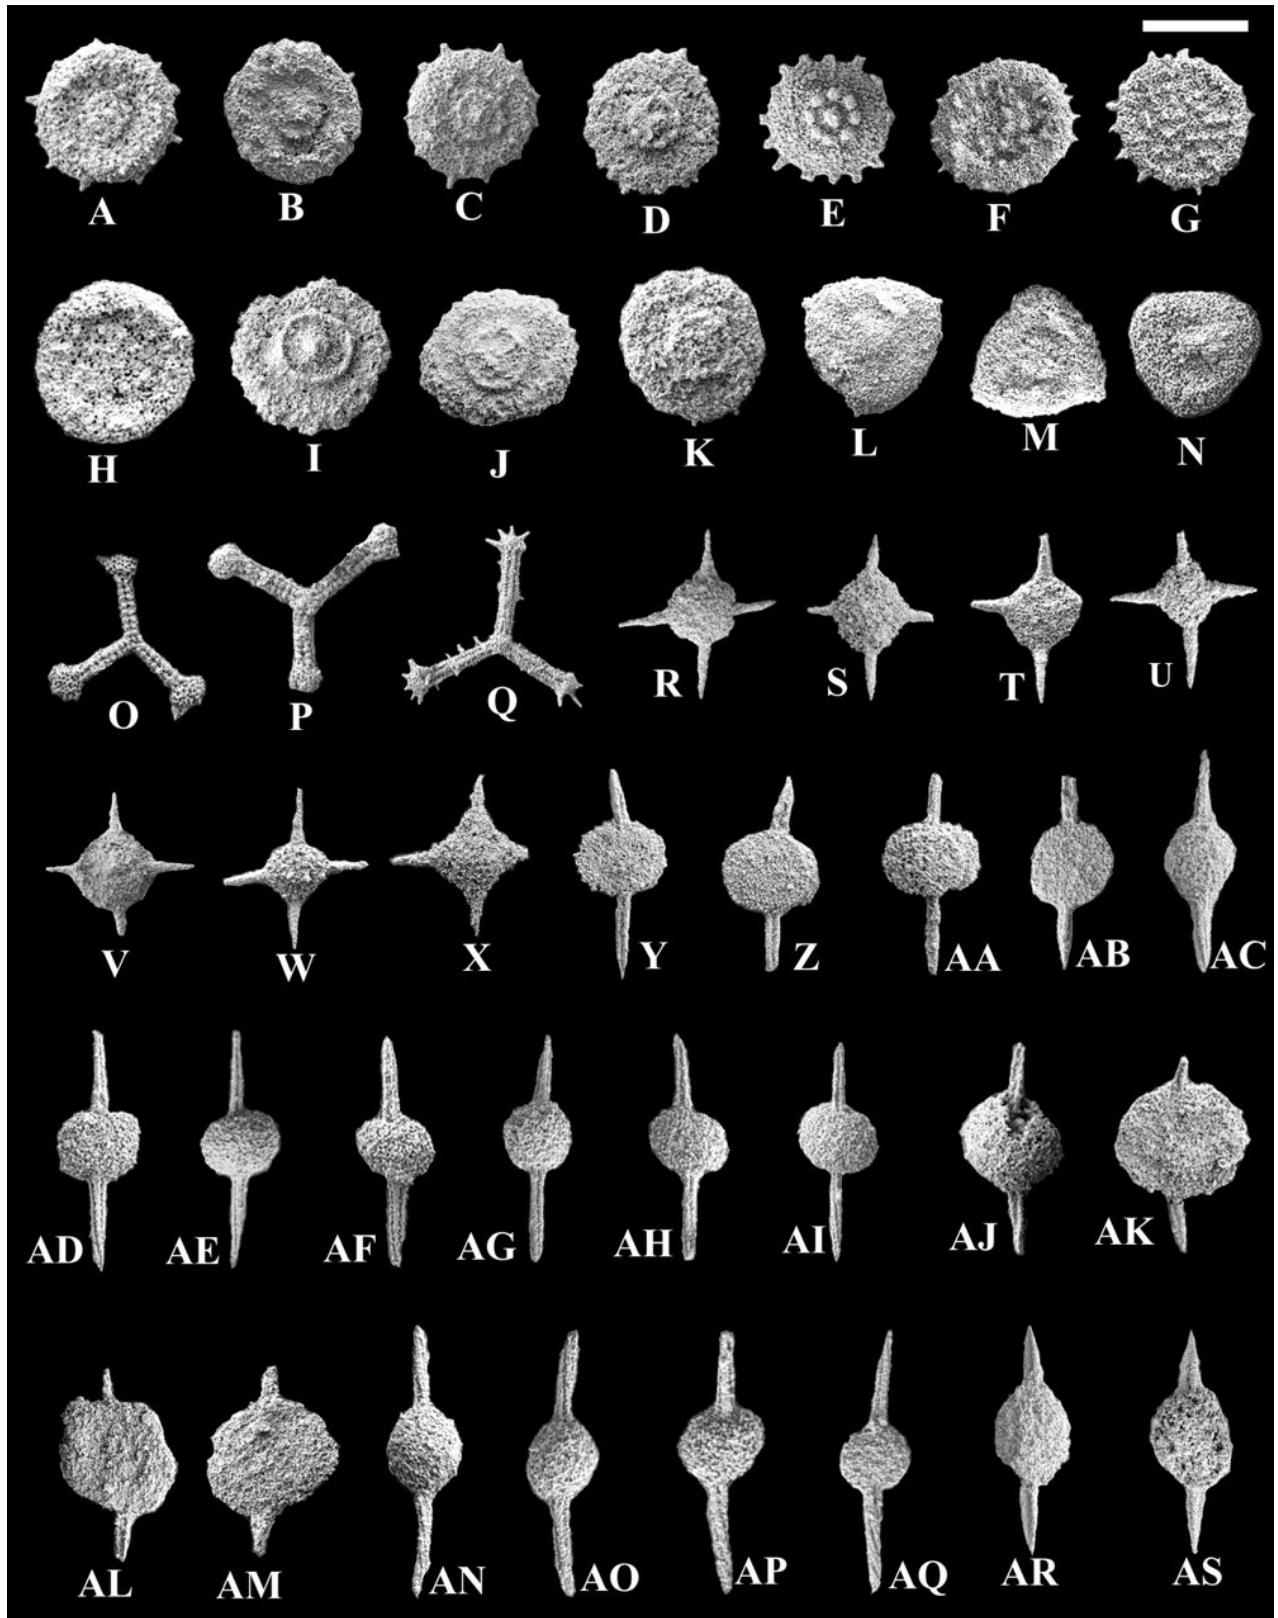 A B C D E F G
H I J K L M N
O P Q R S T U
V W X Y Z AA AB AC
AD AE AF AG AH AI AJ AK
AL AM AN AO AP AQ AR AS